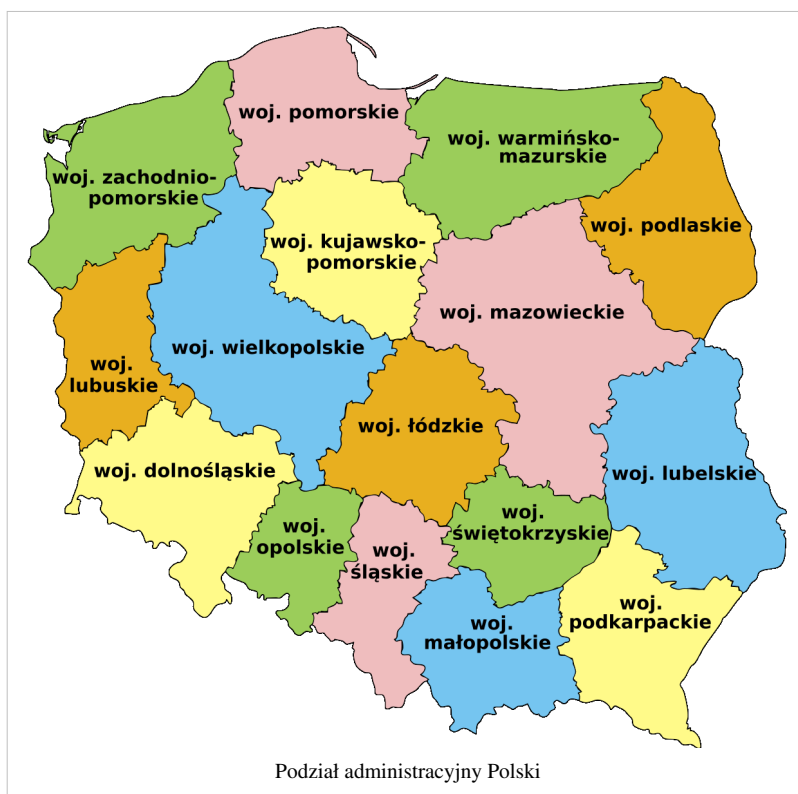 woj. pomorskie
woj. warmińsko-
mazurskie
woj. zachodnio-
pomorskie
woj. podlaskie
woj. kujawsko-
pomorskie
woj. mazowieckie
woj. wielkopolskie
woj.
lubuskie
woj. łódzkie
woj. dolnośląskie
woj. lubelskie
woj.
opolskie
woj.
świętokrzyskie
woj.
śląskie
woj.
podkarpackie
woj.
małopolskie
Podział administracyjny Polski